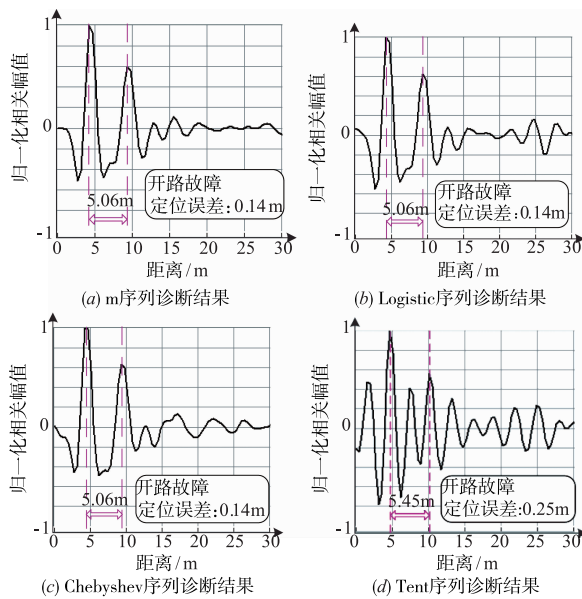 1
0
-1
归一化相关幅值
5.06m
开路故障
定位误差:0.14m
0 5 10 15 20 25 30
距离/m
(a) m序列诊断结果
1
0
-1
归一化相关幅值
5.06m
开路故障
定位误差:0.14m
0 5 10 15 20 25 30
距离/m
(b) Logistic序列诊断结果
1
0
-1
归一化相关幅值
5.06m
开路故障
定位误差:0.14m
0 5 10 15 20 25 30
距离/m
(c) Chebyshev序列诊断结果
1
0
-1
归一化相关幅值
5.45m
开路故障
定位误差:0.25m
0 5 10 15 20 25 30
距离/m
(d) Tent序列诊断结果